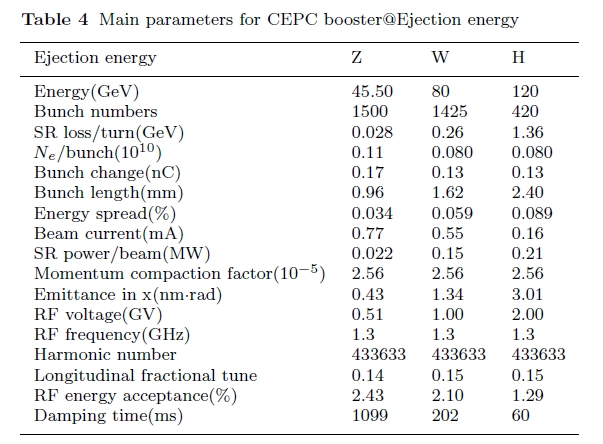 Table 4 Main parameters for CEPC booster@Ejection energy
Ejection energy Z W H
Energy(GeV) 45.50 80 120
Bunch numbers 1500 1425 420
SR loss/turn(GeV) 0.028 0.26 1.36
Nₑ/bunch(10¹⁰) 0.11 0.080 0.080
Bunch change(nC) 0.17 0.13 0.13
Bunch length(mm) 0.96 1.62 2.40
Energy spread(%) 0.034 0.059 0.089
Beam current(mA) 0.77 0.55 0.16
SR power/beam(MW) 0.022 0.15 0.21
Momentum compaction factor(10⁻⁵) 2.56 2.56 2.56
Emittance in x(nm·rad) 0.43 1.34 3.01
RF voltage(GV) 0.51 1.00 2.00
RF frequency(GHz) 1.3 1.3 1.3
Harmonic number 433633 433633 433633
Longitudinal fractional tune 0.14 0.15 0.15
RF energy acceptance(%) 2.43 2.10 1.29
Damping time(ms) 1099 202 60